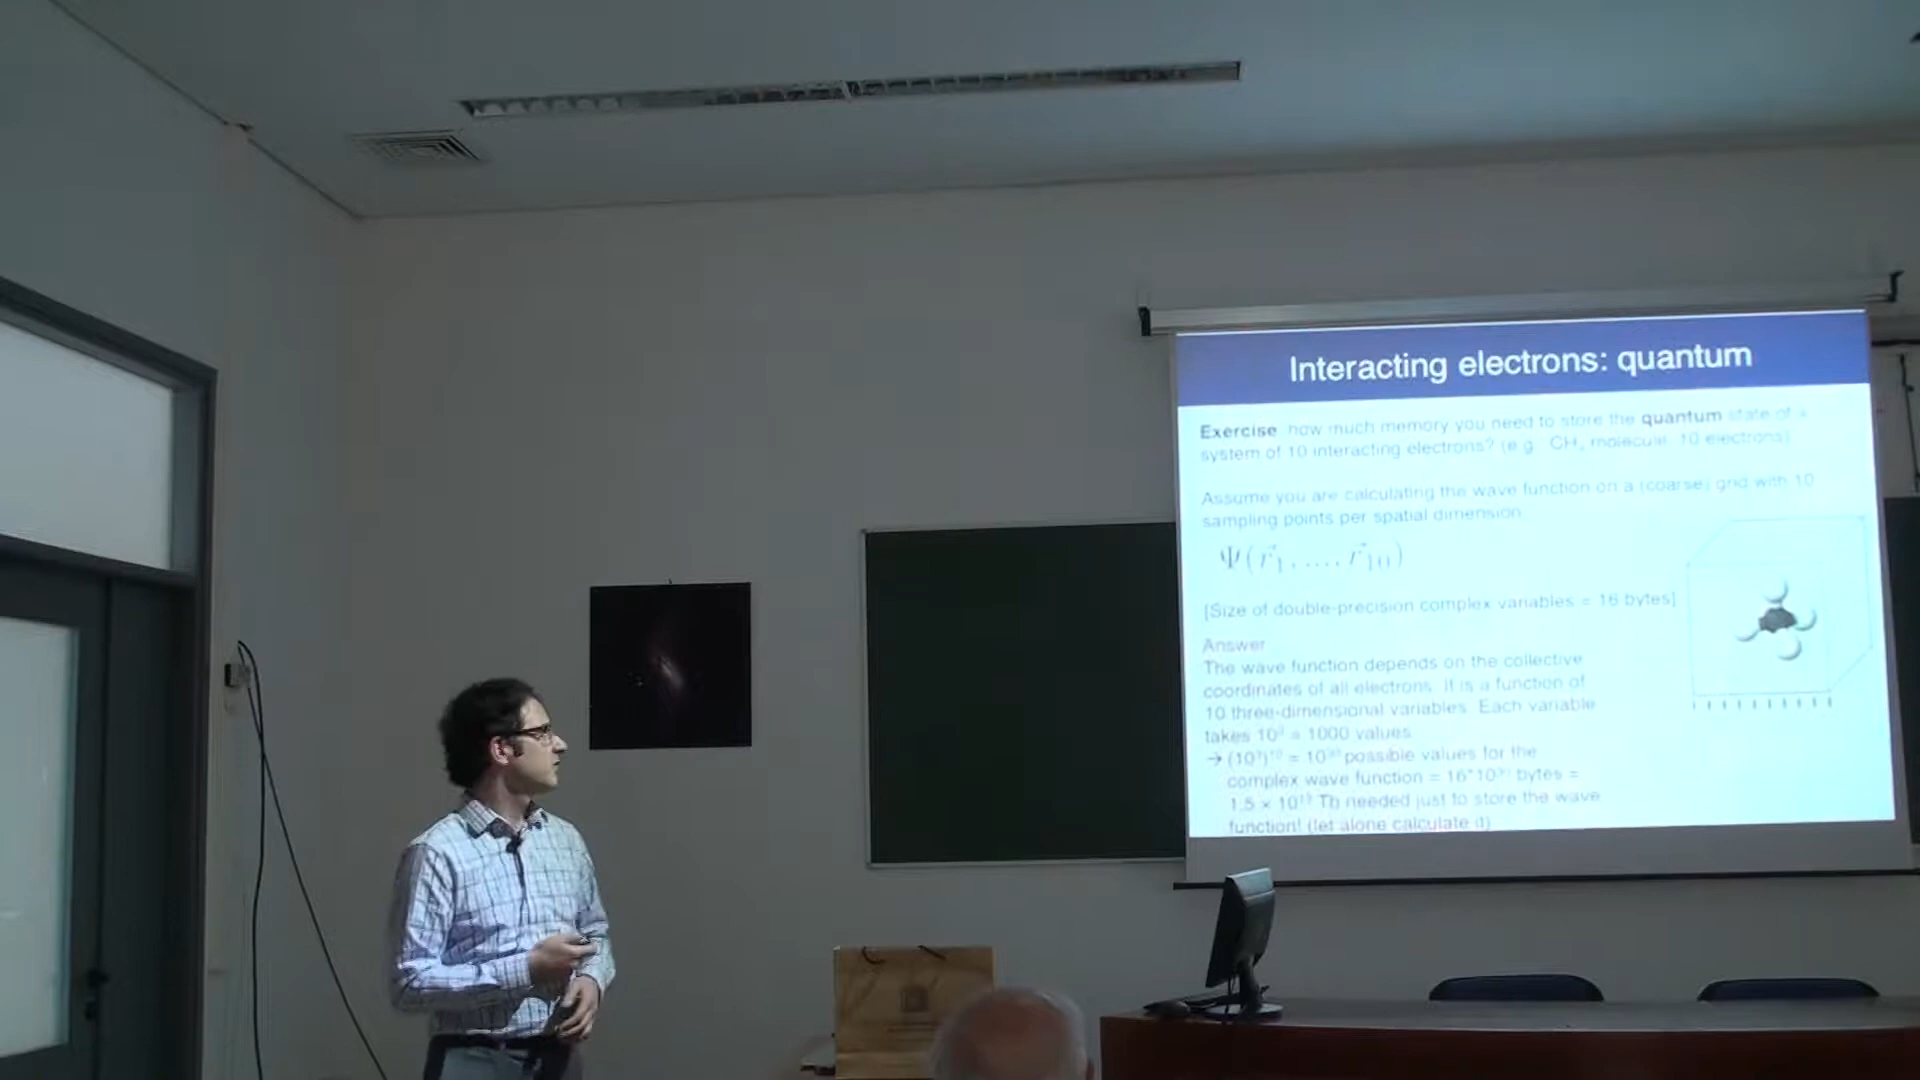 Interacting electrons: quantum
Exercise how much memory you need to store the quantum state of a
system of 10 interacting electrons? (e.g. CH₄ molecule: 10 electrons)
Assume you are calculating the wave function on a (coarse) grid with 10
sampling points per spatial dimension
Ψ(r⃗₁, ..., r⃗₁₀)
[Size of double-precision complex variables = 16 bytes]
Answer
The wave function depends on the collective
coordinates of all electrons. It is a function of
10 three-dimensional variables. Each variable
takes 10³ = 1000 values
→ (10³)¹⁰ = 10³⁰ possible values for the
complex wave function = 16*10³⁰ bytes =
1.5 × 10¹⁹ Tb needed just to store the wave
function! (let alone calculate it)